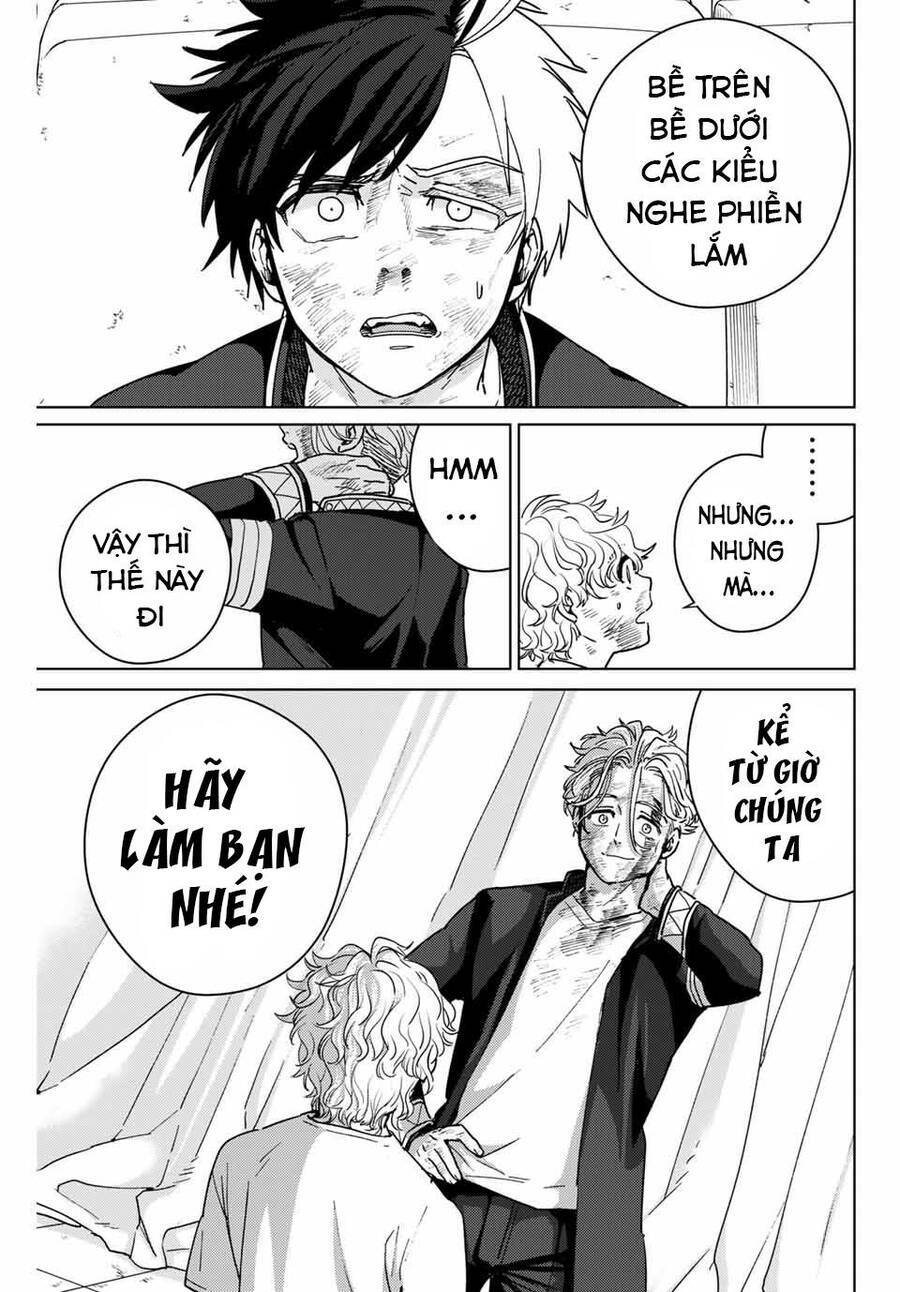 BỀ TRÊN
BỀ DƯỚI
CÁC KIỂU
NGHE PHIỀN
LẮM
......
NHƯNG...
NHƯNG
MÀ...
HMM
...
VẬY THÌ
THẾ NÀY
ĐI
KỂ
TỪ GIỜ
CHÚNG
TA
HÃY
LÀM BẠN
NHÉ!